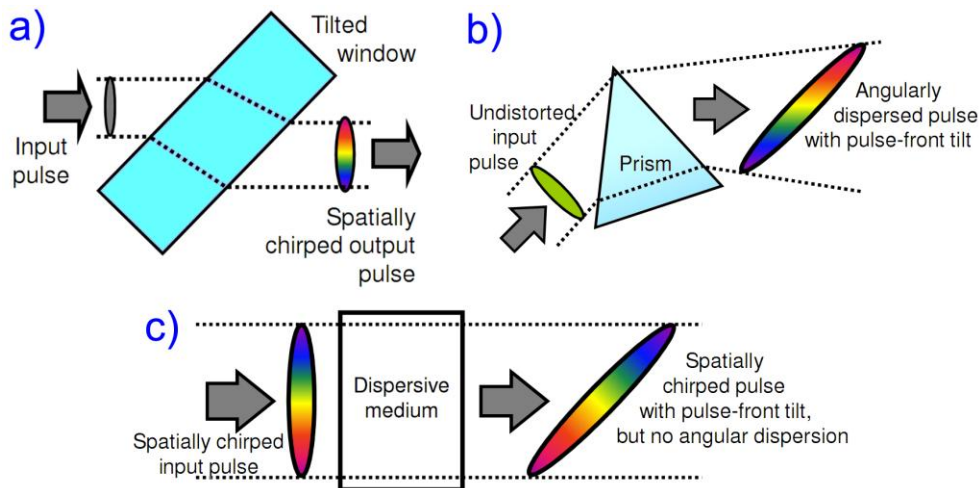 a)
Tilted
window
Input
pulse
Spatially
chirped output
pulse
b)
Undistorted
input
pulse
Prism
Angularly
dispersed pulse
with pulse-front tilt
c)
Spatially chirped
input pulse
Dispersive
medium
Spatially
chirped pulse
with pulse-front tilt,
but no angular dispersion